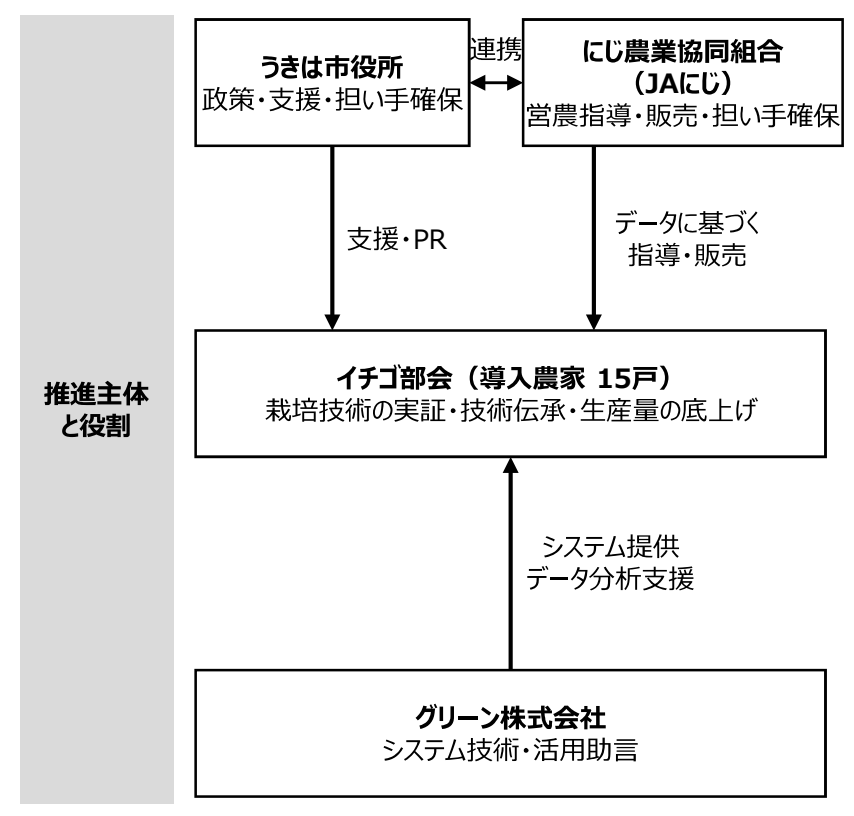 推進主体
と役割
うきは市役所
政策・支援・担い手確保
連携
にじ農業協同組合
（JAにじ）
営農指導・販売・担い手確保
支援・PR
データに基づく
指導・販売
イチゴ部会（導入農家 15戸）
栽培技術の実証・技術伝承・生産量の底上げ
システム提供
データ分析支援
グリーン株式会社
システム技術・活用助言